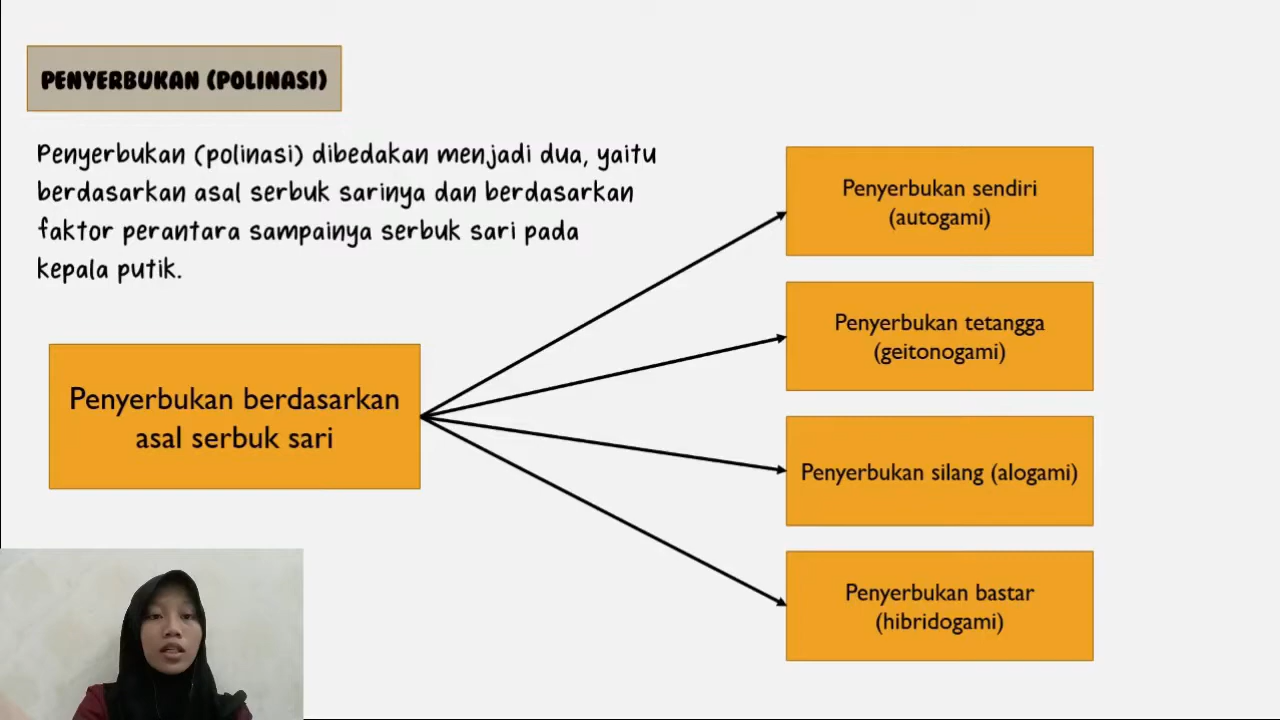 PENYERBUKAN (POLINASI)
Penyerbukan (polinasi) dibedakan menjadi dua, yaitu
berdasarkan asal serbuk sarinya dan berdasarkan
faktor perantara sampainya serbuk sari pada
kepala putik.
Penyerbukan berdasarkan
asal serbuk sari
Penyerbukan sendiri
(autogami)
Penyerbukan tetangga
(geitonogami)
Penyerbukan silang (alogami)
Penyerbukan bastar
(hibridogami)